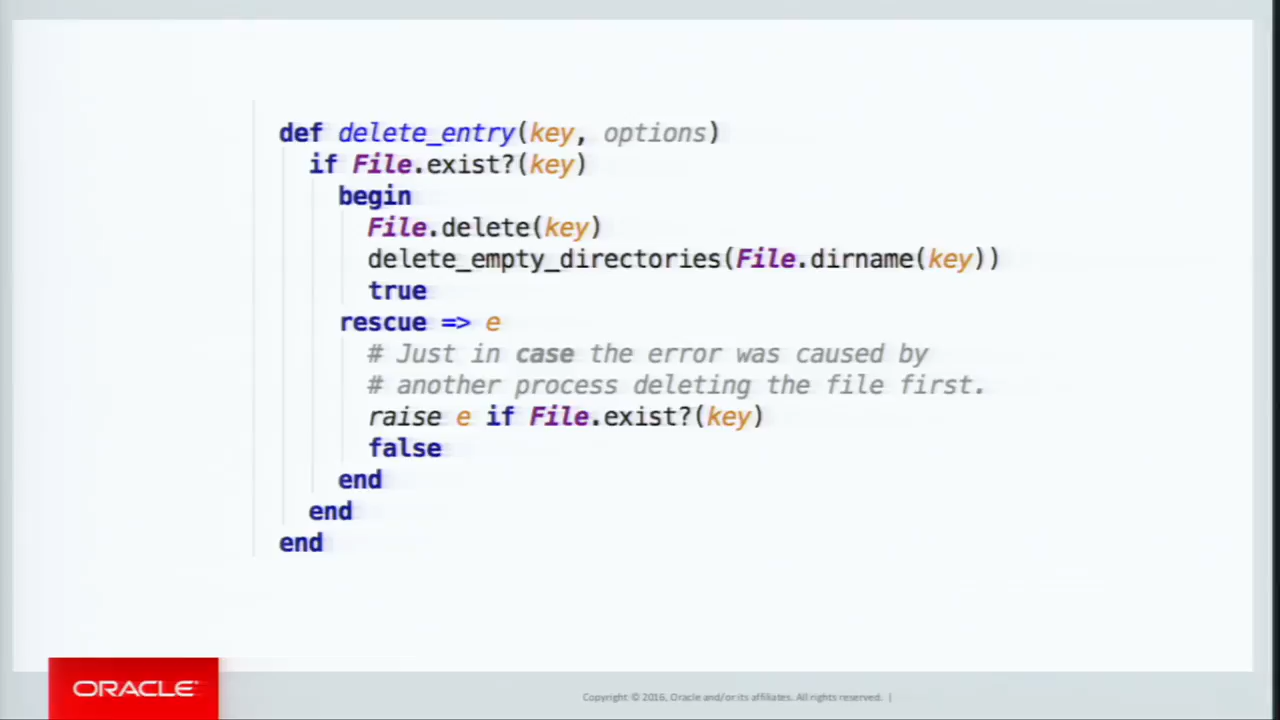 def delete_entry(key, options)
if File.exist?(key)
begin
File.delete(key)
delete_empty_directories(File.dirname(key))
true
rescue => e
# Just in case the error was caused by
# another process deleting the file first.
raise e if File.exist?(key)
false
end
end
end
ORACLE
Copyright © 2016, Oracle and/or its affiliates. All rights reserved. |